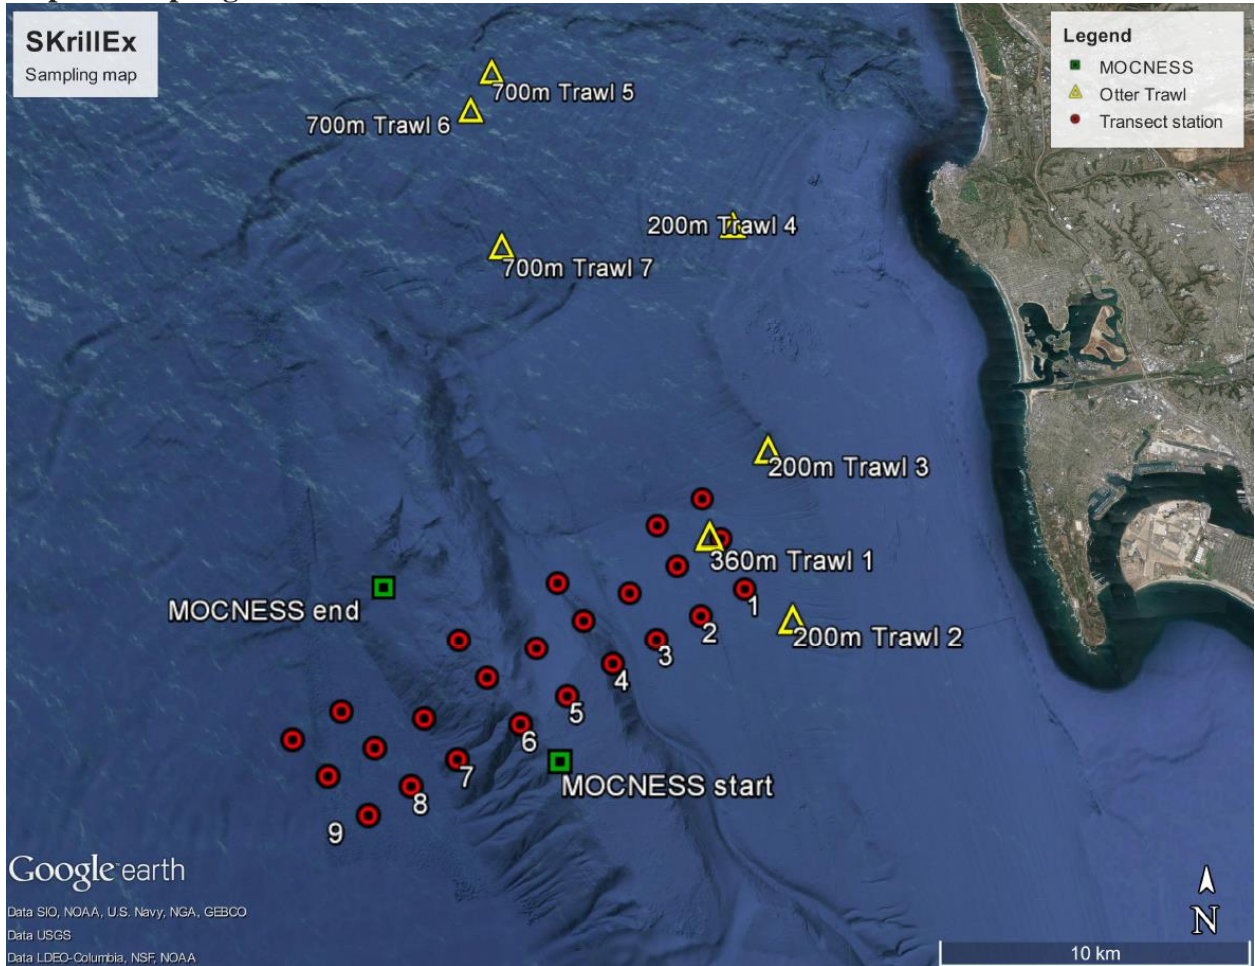 SKrillEx
Sampling map
Legend
MOCNESS
Otter Trawl
Transect station
700m Trawl 5
700m Trawl 6
200m Trawl 4
700m Trawl 7
200m Trawl 3
360m Trawl 1
1
MOCNESS end
2
200m Trawl 2
3
4
5
6
7
MOCNESS start
8
9
Google earth
Data SIO, NOAA, U.S. Navy, NGA, GEBCO
Data USGS
Data LDEO-Columbia, NSF, NOAA
N
10 km